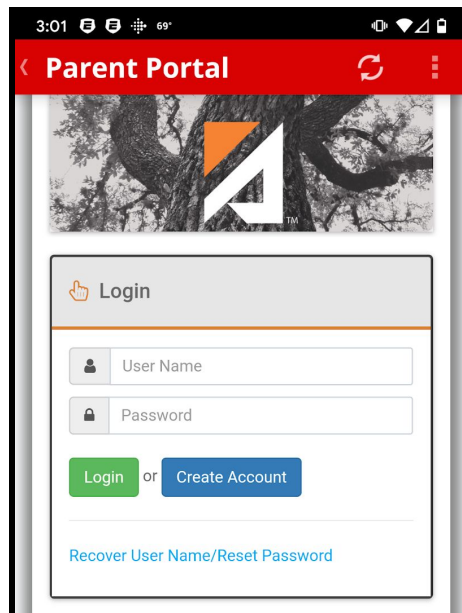 3:01 69°
Parent Portal
TM
Login
User Name
Password
Login or Create Account
Recover User Name/Reset Password